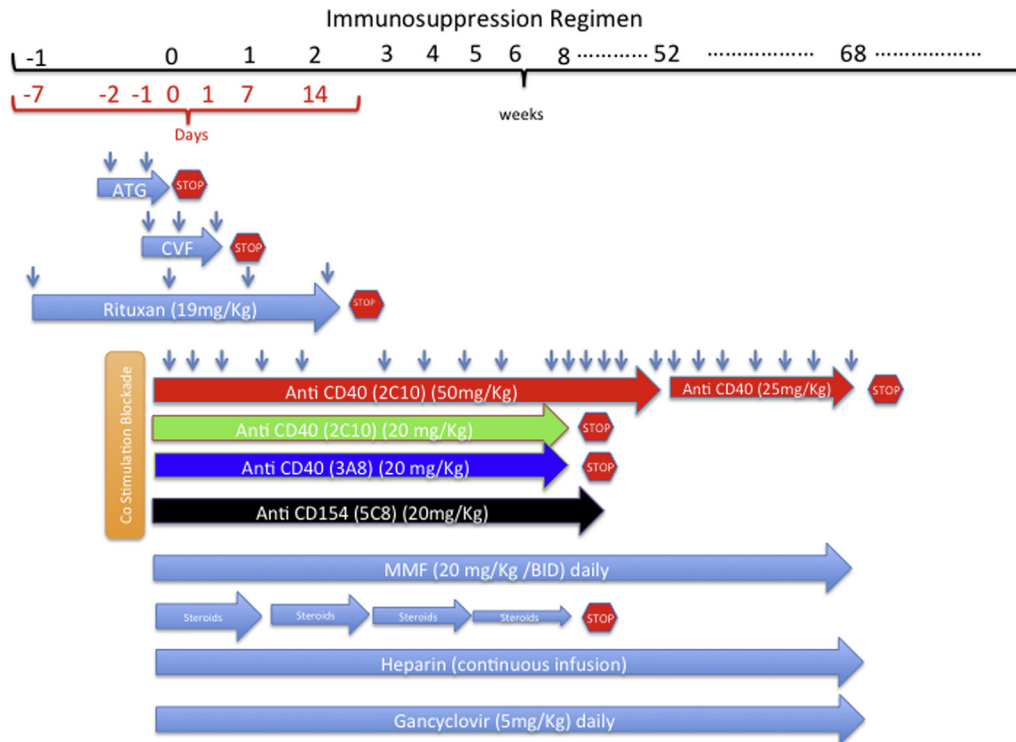 Immunosuppression Regimen
-1 0 1 2 3 4 5 6 8 ........... 52 ................. 68 .................
-7 -2 -1 0 1 7 14
weeks
Days
ATG STOP
CVF STOP
Rituxan (19mg/Kg) STOP
Co Stimulation Blockade
Anti CD40 (2C10) (50mg/Kg) Anti CD40 (25mg/Kg) STOP
Anti CD40 (2C10) (20 mg/Kg) STOP
Anti CD40 (3A8) (20 mg/Kg) STOP
Anti CD154 (5C8) (20mg/Kg)
MMF (20 mg/Kg /BID) daily
Steroids Steroids Steroids Steroids STOP
Heparin (continuous infusion)
Gancyclovir (5mg/Kg) daily